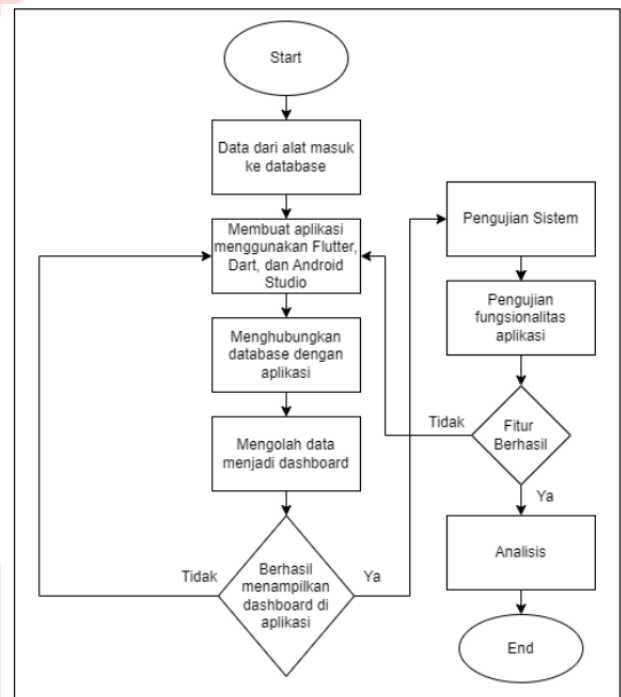 Start
Data dari alat masuk
ke database
Membuat aplikasi
menggunakan Flutter,
Dart, dan Android
Studio
Menghubungkan
database dengan
aplikasi
Mengolah data
menjadi dashboard
Tidak
Berhasil
menampilkan
dashboard di
aplikasi
Ya
Pengujian Sistem
Pengujian
fungsionalitas
aplikasi
Tidak
Fitur
Berhasil
Ya
Analisis
End